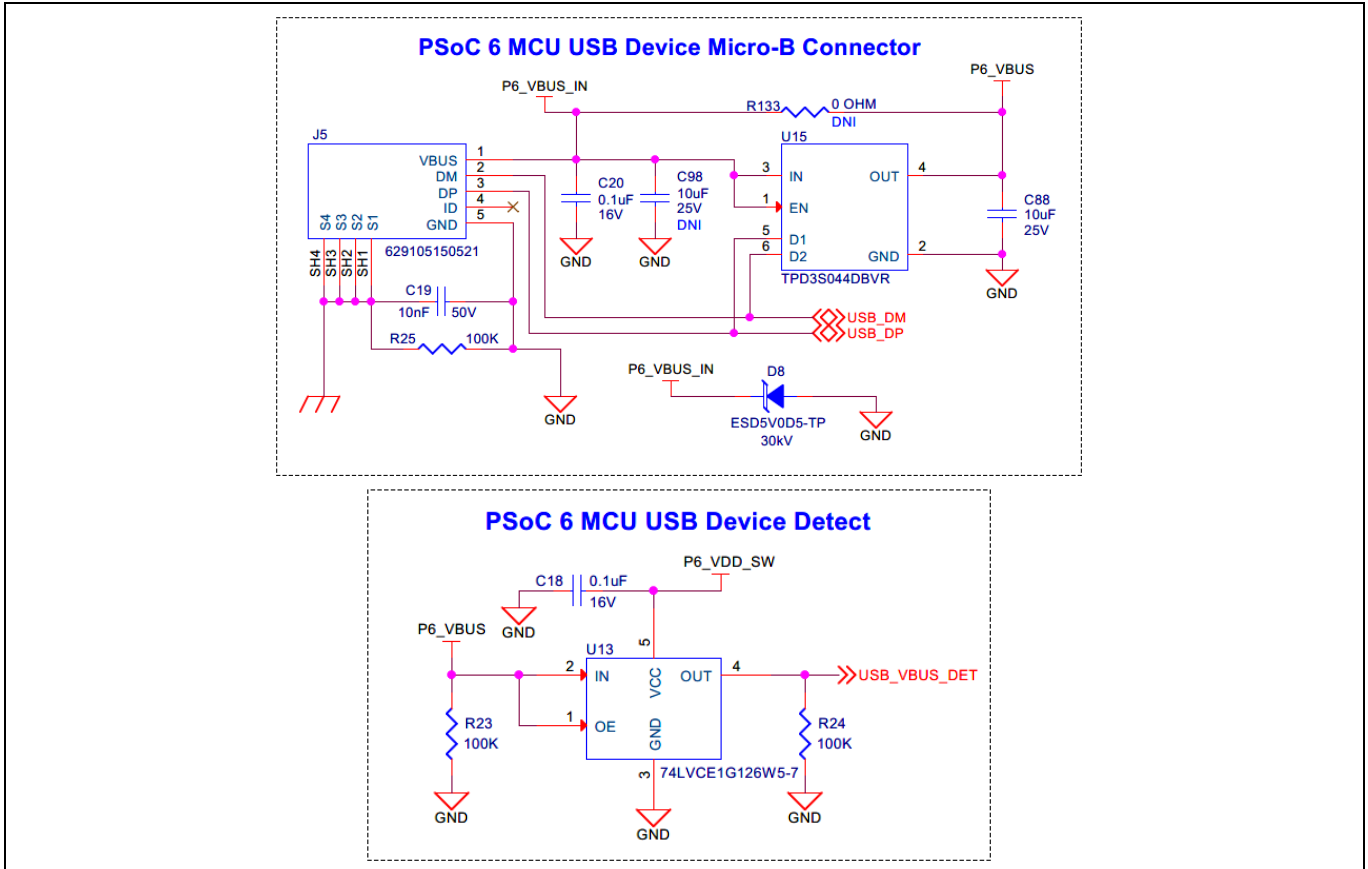 PSoC 6 MCU USB Device Micro-B Connector
P6_VBUS_IN
P6_VBUS
R133
0 OHM
DNI
J5
VBUS
DM
DP
ID
GND
1
2
3
4
5
S4
S3
S2
S1
629105150521
SH4
SH3
SH2
SH1
C20
0.1uF
16V
GND
C98
10uF
25V
DNI
GND
U15
3
IN
1
EN
5
D1
6
D2
OUT
4
GND
2
TPD3S044DBVR
C88
10uF
25V
GND
C19
10nF
50V
R25
100K
GND
USB_DM
USB_DP
P6_VBUS_IN
D8
ESD5V0D5-TP
30kV
GND
PSoC 6 MCU USB Device Detect
P6_VDD_SW
C18
0.1uF
16V
GND
P6_VBUS
U13
5
VCC
2
IN
1
OE
OUT
4
GND
3
74LVCE1G126W5-7
USB_VBUS_DET
R23
100K
GND
GND
R24
100K
GND